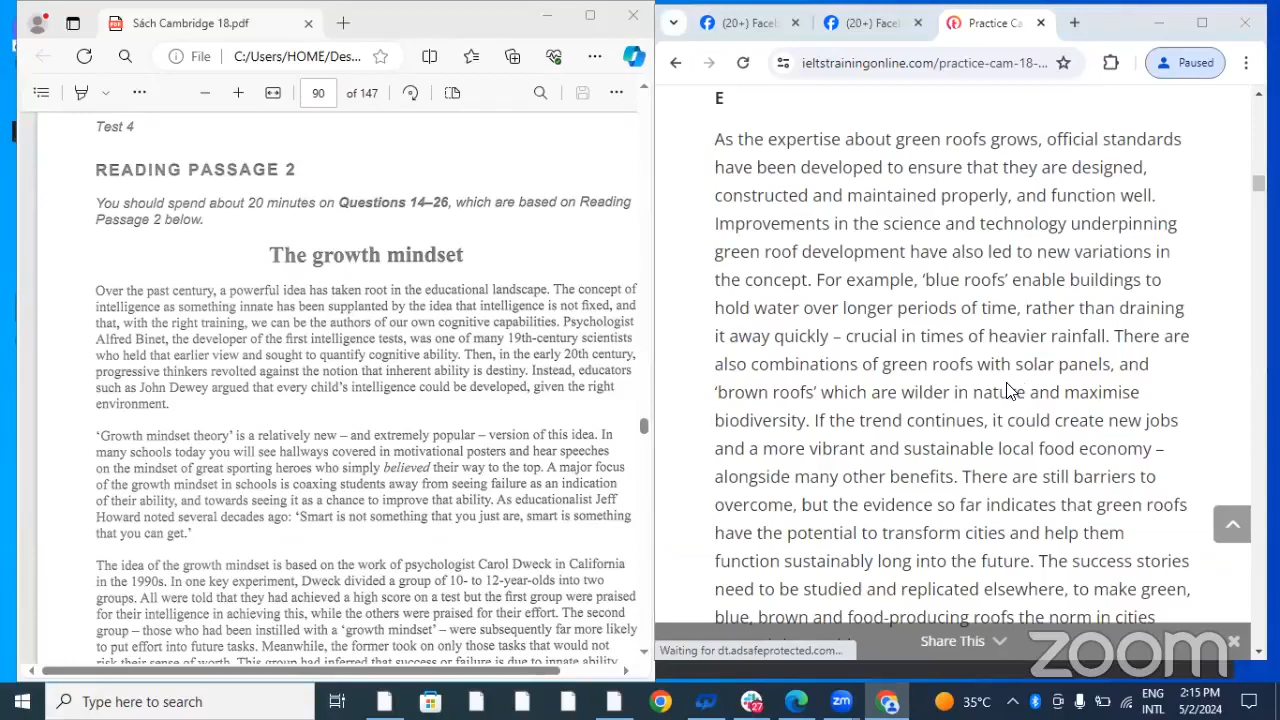 Sách Cambridge 18.pdf
(20+) Faceb
(20+) Faceb
Practice Ca
File
C:/Users/HOME/Des...
ieltstrainingonline.com/practice-cam-18-...
Paused
90 of 147
Test 4
READING PASSAGE 2
You should spend about 20 minutes on Questions 14–26, which are based on Reading
Passage 2 below.
The growth mindset
Over the past century, a powerful idea has taken root in the educational landscape. The concept of
intelligence as something innate has been supplanted by the idea that intelligence is not fixed, and
that, with the right training, we can be the authors of our own cognitive capabilities. Psychologist
Alfred Binet, the developer of the first intelligence tests, was one of many 19th-century scientists
who held that earlier view and sought to quantify cognitive ability. Then, in the early 20th century,
progressive thinkers revolted against the notion that inherent ability is destiny. Instead, educators
such as John Dewey argued that every child's intelligence could be developed, given the right
environment.
‘Growth mindset theory’ is a relatively new – and extremely popular – version of this idea. In
many schools today you will see hallways covered in motivational posters and hear speeches
on the mindset of great sporting heroes who simply believed their way to the top. A major focus
of the growth mindset in schools is coaxing students away from seeing failure as an indication
of their ability, and towards seeing it as a chance to improve that ability. As educationalist Jeff
Howard noted several decades ago: ‘Smart is not something that you just are, smart is something
that you can get.’
The idea of the growth mindset is based on the work of psychologist Carol Dweck in California
in the 1990s. In one key experiment, Dweck divided a group of 10- to 12-year-olds into two
groups. All were told that they had achieved a high score on a test but the first group were praised
for their intelligence in achieving this, while the others were praised for their effort. The second
group – those who had been instilled with a ‘growth mindset’ – were subsequently far more likely
to put effort into future tasks. Meanwhile, the former took on only those tasks that would not
risk their sense of worth. This group had inferred that success or failure is due to innate ability
E
As the expertise about green roofs grows, official standards
have been developed to ensure that they are designed,
constructed and maintained properly, and function well.
Improvements in the science and technology underpinning
green roof development have also led to new variations in
the concept. For example, ‘blue roofs’ enable buildings to
hold water over longer periods of time, rather than draining
it away quickly – crucial in times of heavier rainfall. There are
also combinations of green roofs with solar panels, and
‘brown roofs’ which are wilder in nature and maximise
biodiversity. If the trend continues, it could create new jobs
and a more vibrant and sustainable local food economy –
alongside many other benefits. There are still barriers to
overcome, but the evidence so far indicates that green roofs
have the potential to transform cities and help them
function sustainably long into the future. The success stories
need to be studied and replicated elsewhere, to make green,
blue, brown and food-producing roofs the norm in cities
Share This
Waiting for dt.adsafeprotected.com...
zoom
Type here to search
27
zm
35°C
ENG
INTL
2:15 PM
5/2/2024